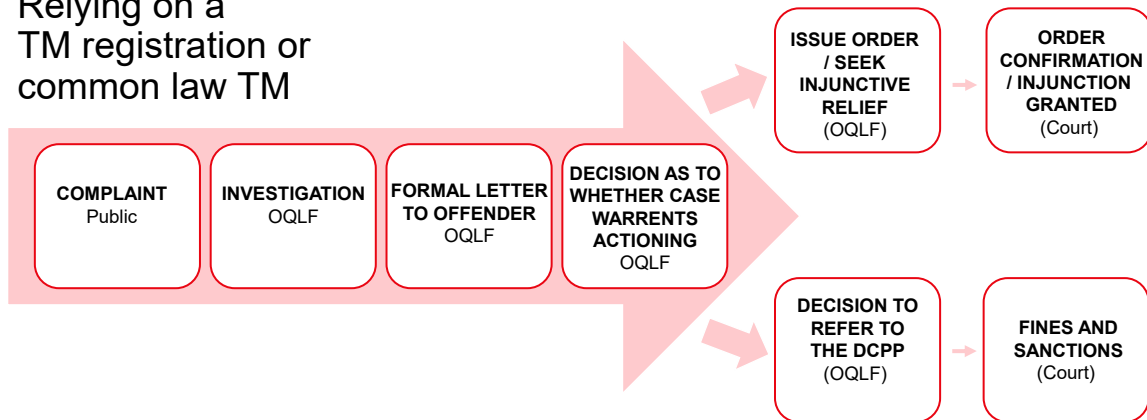 Relying on a
TM registration or
common law TM
COMPLAINT
Public
INVESTIGATION
OQLF
FORMAL LETTER
TO OFFENDER
OQLF
DECISION AS TO
WHETHER CASE
WARRENTS
ACTIONING
OQLF
ISSUE ORDER
/ SEEK
INJUNCTIVE
RELIEF
(OQLF)
ORDER
CONFIRMATION
/ INJUNCTION
GRANTED
(Court)
DECISION TO
REFER TO
THE DCPP
(OQLF)
FINES AND
SANCTIONS
(Court)